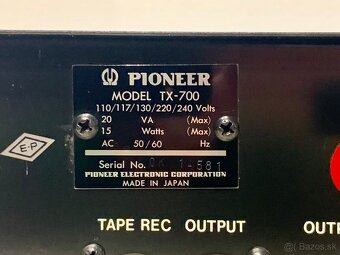 PIONEER
MODEL TX-700
110/117/130/220/240 Volts
20 VA (Max)
15 Watts (Max)
AC 50/60 Hz
Serial No.
PIONEER ELECTRONIC CORPORATION
MADE IN JAPAN
E-P
TAPE REC OUTPUT OUTP
© Bazos.sk